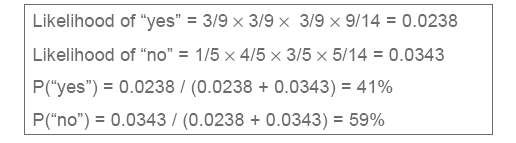 Likelihood of “yes” = 3/9 × 3/9 × 3/9 × 9/14 = 0.0238
Likelihood of “no” = 1/5 × 4/5 × 3/5 × 5/14 = 0.0343
P(“yes”) = 0.0238 / (0.0238 + 0.0343) = 41%
P(“no”) = 0.0343 / (0.0238 + 0.0343) = 59%